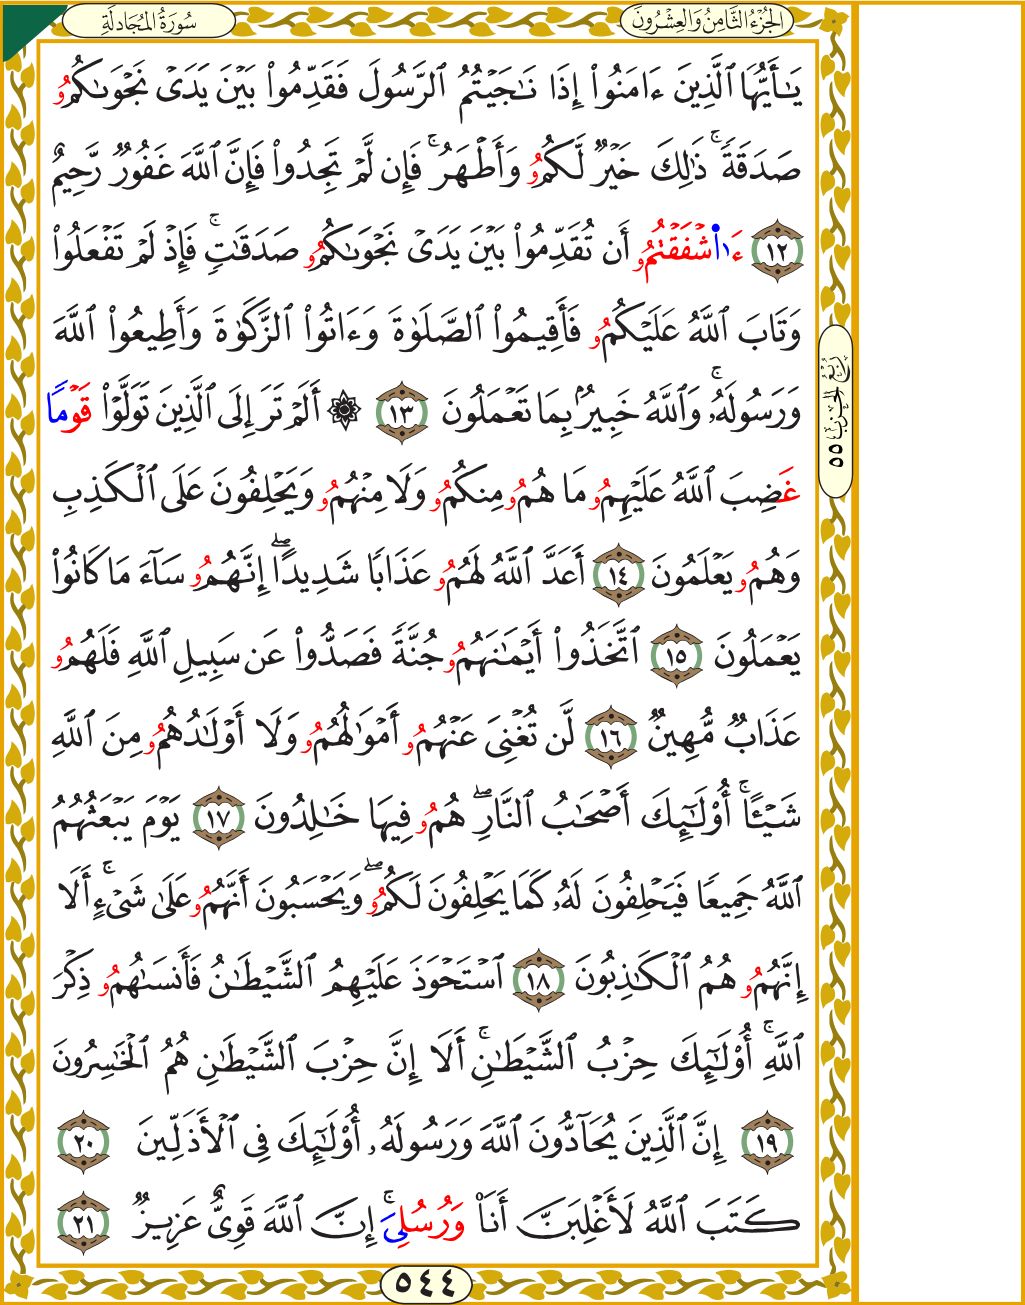 الجُزْءُ الثَّامِنُ وَالعِشْرُونَ
سُورَةُ المُجَادلَةِ
يَـٰٓأَيُّهَا ٱلَّذِينَ ءَامَنُوا۟ إِذَا نَـٰجَيْتُمُ ٱلرَّسُولَ فَقَدِّمُوا۟ بَيْنَ يَدَىْ نَجْوَىٰكُمُۥ
صَدَقَةًۚ ذَٰلِكَ خَيْرٌ لَّكُمُۥ وَأَطْهَرُۚ فَإِن لَّمْ تَجِدُوا۟ فَإِنَّ ٱللَّهَ غَفُورٌ رَّحِيمٌ
١٢ ءَا۬شْفَقْتُمُۥ أَن تُقَدِّمُوا۟ بَيْنَ يَدَىْ نَجْوَىٰكُمُۥ صَدَقَـٰتٍۚ فَإِذْ لَمْ تَفْعَلُوا۟
وَتَابَ ٱللَّهُ عَلَيْكُمُۥ فَأَقِيمُوا۟ ٱلصَّلَوٰةَ وَءَاتُوا۟ ٱلزَّكَوٰةَ وَأَطِيعُوا۟ ٱللَّهَ
وَرَسُولَهُۥۚ وَٱللَّهُ خَبِيرٌۢ بِمَا تَعْمَلُونَ ١٣ ۞ أَلَمْ تَرَ إِلَى ٱلَّذِينَ تَوَلَّوْا۟ قَوْمًا
غَضِبَ ٱللَّهُ عَلَيْهِمُۥ مَا هُمُۥ مِنكُمُۥ وَلَا مِنْهُمُۥ وَيَحْلِفُونَ عَلَى ٱلْكَذِبِ
وَهُمُۥ يَعْلَمُونَ ١٤ أَعَدَّ ٱللَّهُ لَهُمُۥ عَذَابًا شَدِيدًاۖ إِنَّهُمُۥ سَآءَ مَا كَانُوا۟
يَعْمَلُونَ ١٥ ٱتَّخَذُوا۟ أَيْمَـٰنَهُمُۥ جُنَّةً فَصَدُّوا۟ عَن سَبِيلِ ٱللَّهِ فَلَهُمُۥ
عَذَابٌ مُّهِينٌ ١٦ لَّن تُغْنِىَ عَنْهُمُۥ أَمْوَٰلُهُمُۥ وَلَا أَوْلَـٰدُهُمُۥ مِنَ ٱللَّهِ
شَيْـًٔاۚ أُو۟لَـٰٓئِكَ أَصْحَـٰبُ ٱلنَّارِۖ هُمُۥ فِيهَا خَـٰلِدُونَ ١٧ يَوْمَ يَبْعَثُهُمُ
ٱللَّهُ جَمِيعًا فَيَحْلِفُونَ لَهُۥ كَمَا يَحْلِفُونَ لَكُمُۥۖ وَيَحْسَبُونَ أَنَّهُمُۥ عَلَىٰ شَىْءٍۚ أَلَا
إِنَّهُمُۥ هُمُ ٱلْكَـٰذِبُونَ ١٨ ٱسْتَحْوَذَ عَلَيْهِمُ ٱلشَّيْطَـٰنُ فَأَنسَىٰهُمُۥ ذِكْرَ
ٱللَّهِۚ أُو۟لَـٰٓئِكَ حِزْبُ ٱلشَّيْطَـٰنِۚ أَلَا إِنَّ حِزْبَ ٱلشَّيْطَـٰنِ هُمُ ٱلْخَـٰسِرُونَ
١٩ إِنَّ ٱلَّذِينَ يُحَآدُّونَ ٱللَّهَ وَرَسُولَهُۥ أُو۟لَـٰٓئِكَ فِى ٱلْأَذَلِّينَ ٢٠
كَتَبَ ٱللَّهُ لَأَغْلِبَنَّ أَنَا۠ وَرُسُلِىَۚ إِنَّ ٱللَّهَ قَوِىٌّ عَزِيزٌ ٢١
رُبْعُ الحِزْبِ ٥٥
٥٤٤